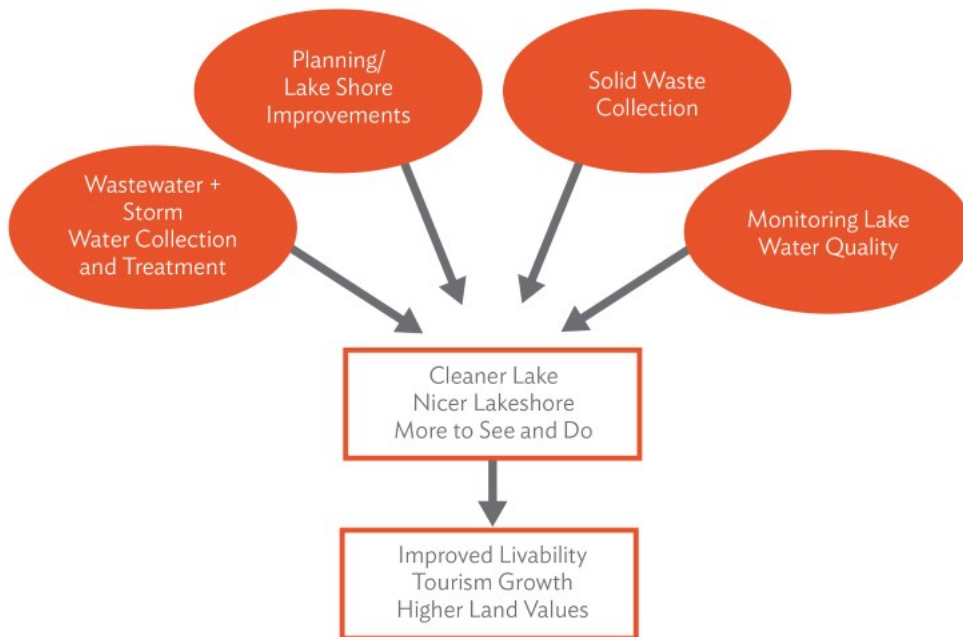 Planning/
Lake Shore
Improvements
Solid Waste
Collection
Wastewater +
Storm
Water Collection
and Treatment
Monitoring Lake
Water Quality
Cleaner Lake
Nicer Lakeshore
More to See and Do
Improved Livability
Tourism Growth
Higher Land Values